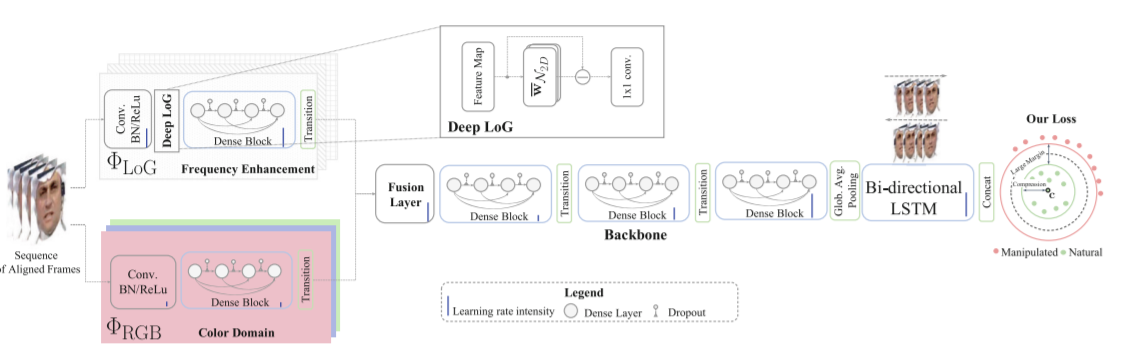 Sequence
of Aligned Frames
Conv.
BN/ReLu
Deep LoG
Dense Block
Transition
Φ_LoG
Frequency Enhancement
Conv.
BN/ReLu
Dense Block
Transition
Φ_RGB
Color Domain
Feature Map
w̅ N_2D
1x1 conv.
Deep LoG
Fusion
Layer
Dense Block
Transition
Dense Block
Transition
Dense Block
Backbone
Glob. Avg.
Pooling
Bi-directional
LSTM
Concat
Our Loss
Large Margin
Compression
c
Manipulated
Natural
Legend
Learning rate intensity
Dense Layer
Dropout